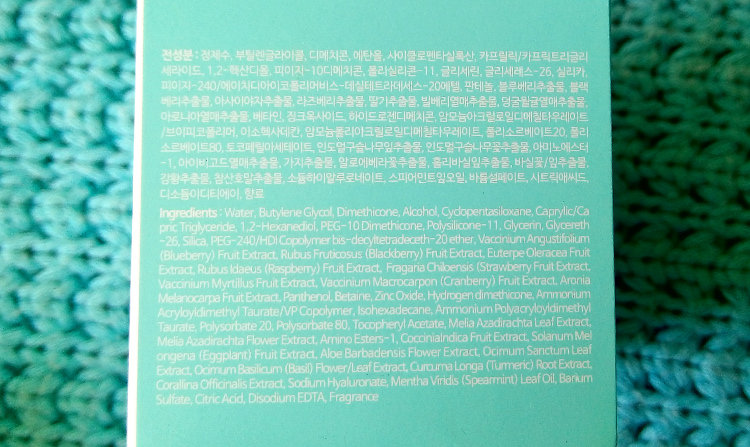 전성분 : 정제수, 부틸렌글라이콜, 디메치콘, 에탄올, 사이클로펜타실록산, 카프릴릭/카프릭트리글리
세라이드, 1,2-헥산디올, 피이지-10디메치콘, 폴리실리콘-11, 글리세린, 글리세레스-26, 실리카,
피이지-240/에이치디아이코폴리머비스-데실테트라데세스-20에텔, 판테놀, 블루베리추출물, 블랙
베리추출물, 아사이야자추출물, 라즈베리추출물, 딸기추출물, 빌베리열매추출물, 덩굴월귤열매추출물,
아로니아열매추출물, 베타인, 징크옥사이드, 하이드로젠디메치콘, 암모늄아크릴로일디메칠타우레이트
/브이피코폴리머, 이소헥사데칸, 암모늄폴리아크릴로일디메칠타우레이트, 폴리소르베이트20, 폴리
소르베이트80, 토코페릴아세테이트, 인도멀구슬나무잎추출물, 인도멀구슬나무꽃추출물, 아미노에스터
-1, 아이비고드열매추출물, 가지추출물, 알로에베라꽃추출물, 홀리바실잎추출물, 바실꽃/잎추출물,
강황추출물, 참산호말추출물, 소듐하이알루로네이트, 스피어민트잎오일, 바륨설페이트, 시트릭애씨드,
디소듐이디티에이, 향료
Ingredients : Water, Butylene Glycol, Dimethicone, Alcohol, Cyclopentasiloxane, Caprylic/Ca
pric Triglyceride, 1,2-Hexanediol, PEG-10 Dimethicone, Polysilicone-11, Glycerin, Glycereth
-26, Silica, PEG-240/HDI Copolymer bis-decyltetradeceth-20 ether, Vaccinium Angustifolium
(Blueberry) Fruit Extract, Rubus Fruticosus (Blackberry) Fruit Extract, Euterpe Oleracea Fruit
Extract, Rubus Idaeus (Raspberry) Fruit Extract, Fragaria Chiloensis (Strawberry Fruit Extract,
Vaccinium Myrtillus Fruit Extract, Vaccinium Macrocarpon (Cranberry) Fruit Extract, Aronia
Melanocarpa Fruit Extract, Panthenol, Betaine, Zinc Oxide, Hydrogen dimethicone, Ammonium
Acryloyldimethyl Taurate/VP Copolymer, Isohexadecane, Ammonium Polyacryloyldimethyl
Taurate, Polysorbate 20, Polysorbate 80, Tocopheryl Acetate, Melia Azadirachta Leaf Extract,
Melia Azadirachta Flower Extract, Amino Esters-1, CocciniaIndica Fruit Extract, Solanum Mel
ongena (Eggplant) Fruit Extract, Aloe Barbadensis Flower Extract, Ocimum Sanctum Leaf
Extract, Ocimum Basilicum (Basil) Flower/Leaf Extract, Curcuma Longa (Turmeric) Root Extract,
Corallina Officinalis Extract, Sodium Hyaluronate, Mentha Viridis (Spearmint) Leaf Oil, Barium
Sulfate, Citric Acid, Disodium EDTA, Fragrance